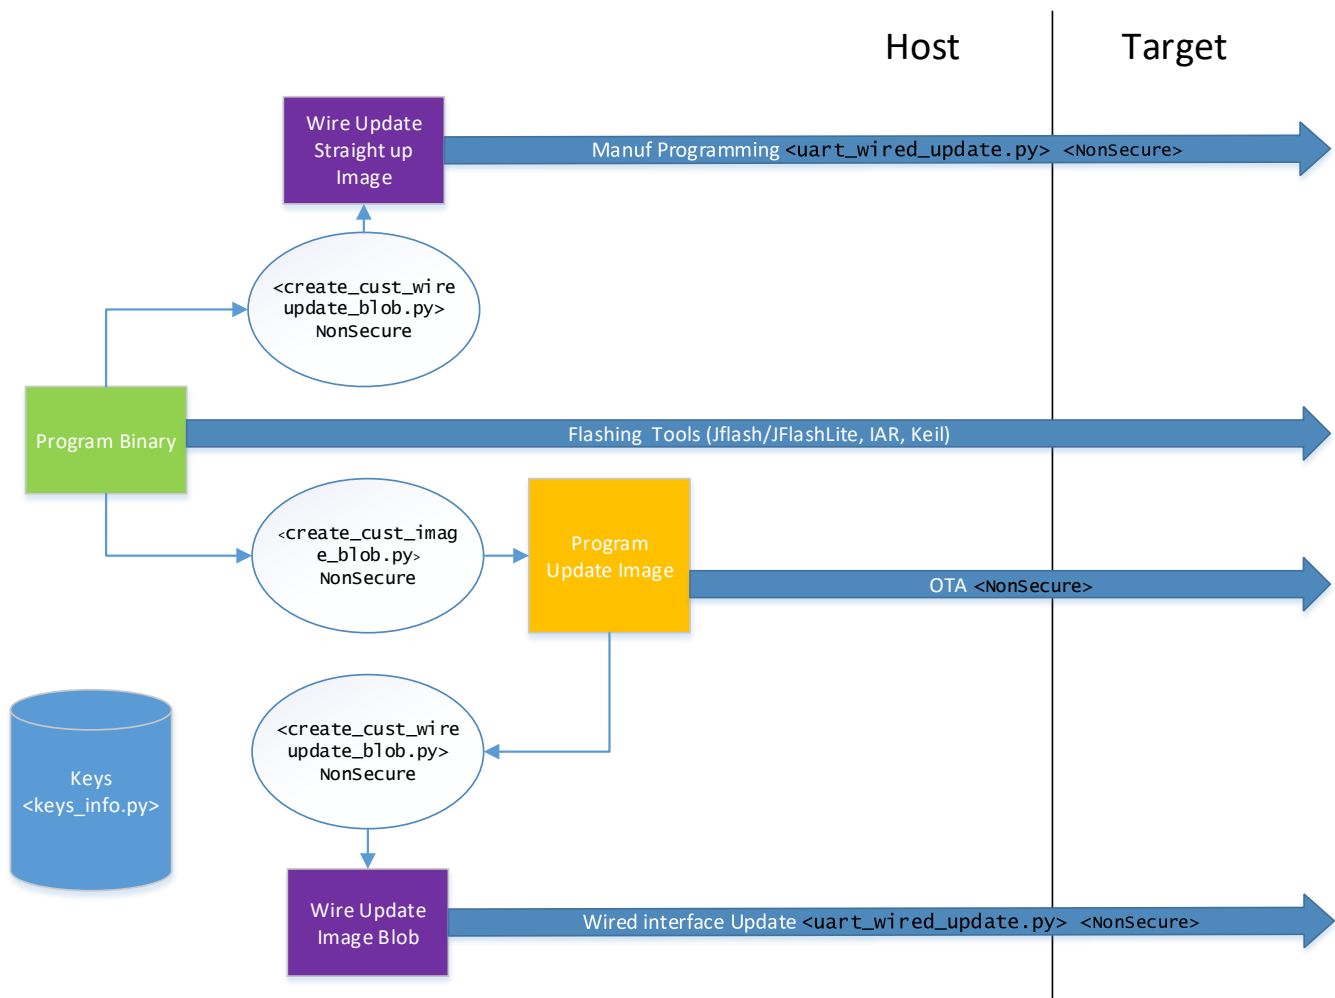 Host
Target
Wire Update
Straight up
Image
Manuf Programming <uart_wired_update.py> <NonSecure>
<create_cust_wire
update_blob.py>
NonSecure
Program Binary
Flashing Tools (Jflash/JFlashLite, IAR, Keil)
<create_cust_imag
e_blob.py>
NonSecure
Program
Update Image
OTA <NonSecure>
<create_cust_wire
update_blob.py>
NonSecure
Keys
<keys_info.py>
Wire Update
Image Blob
Wired interface Update <uart_wired_update.py> <NonSecure>